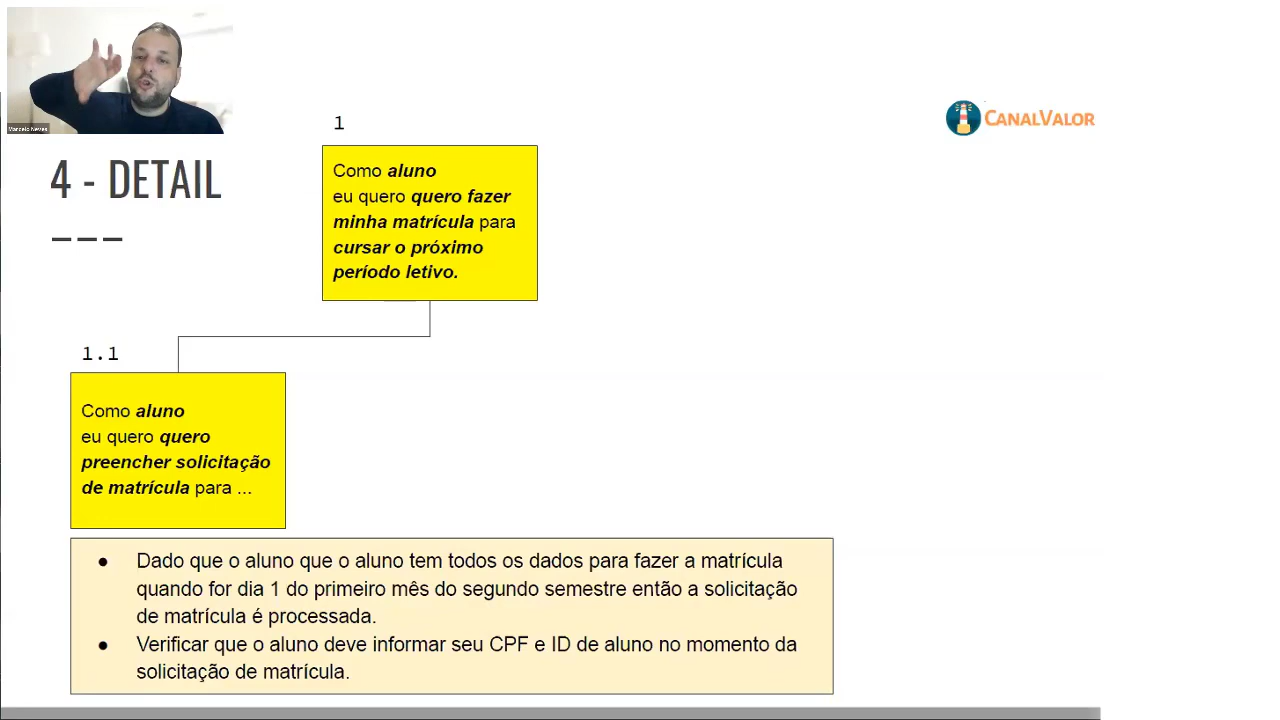 Marcelo Neves
CANALVALOR
4 - DETAIL
1
Como aluno
eu quero quero fazer
minha matrícula para
cursar o próximo
período letivo.
1.1
Como aluno
eu quero quero
preencher solicitação
de matrícula para ...
● Dado que o aluno que o aluno tem todos os dados para fazer a matrícula
quando for dia 1 do primeiro mês do segundo semestre então a solicitação
de matrícula é processada.
● Verificar que o aluno deve informar seu CPF e ID de aluno no momento da
solicitação de matrícula.